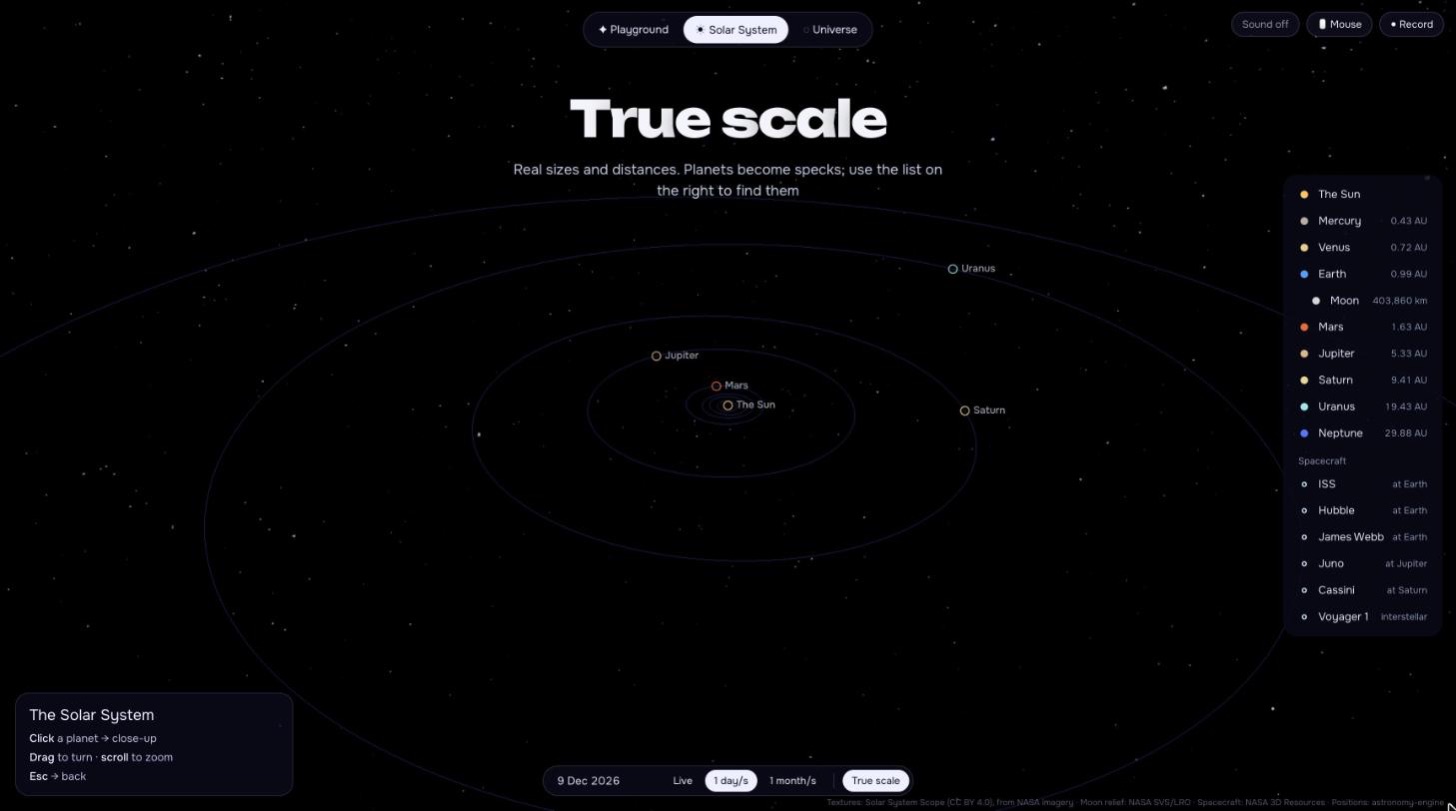 Playground
Solar System
Universe
Sound off
Mouse
Record
True scale
Real sizes and distances. Planets become specks; use the list on
the right to find them
Uranus
Jupiter
Mars
The Sun
Saturn
The Sun
Mercury 0.43 AU
Venus 0.72 AU
Earth 0.99 AU
Moon 403,860 km
Mars 1.63 AU
Jupiter 5.33 AU
Saturn 9.41 AU
Uranus 19.43 AU
Neptune 29.88 AU
Spacecraft
ISS at Earth
Hubble at Earth
James Webb at Earth
Juno at Jupiter
Cassini at Saturn
Voyager 1 interstellar
The Solar System
Click a planet → close-up
Drag to turn · scroll to zoom
Esc → back
9 Dec 2026
Live
1 day/s
1 month/s
True scale
Textures: Solar System Scope (CC BY 4.0), from NASA imagery · Moon relief: NASA SVS/LRO · Spacecraft: NASA 3D Resources · Positions: astronomy-engine